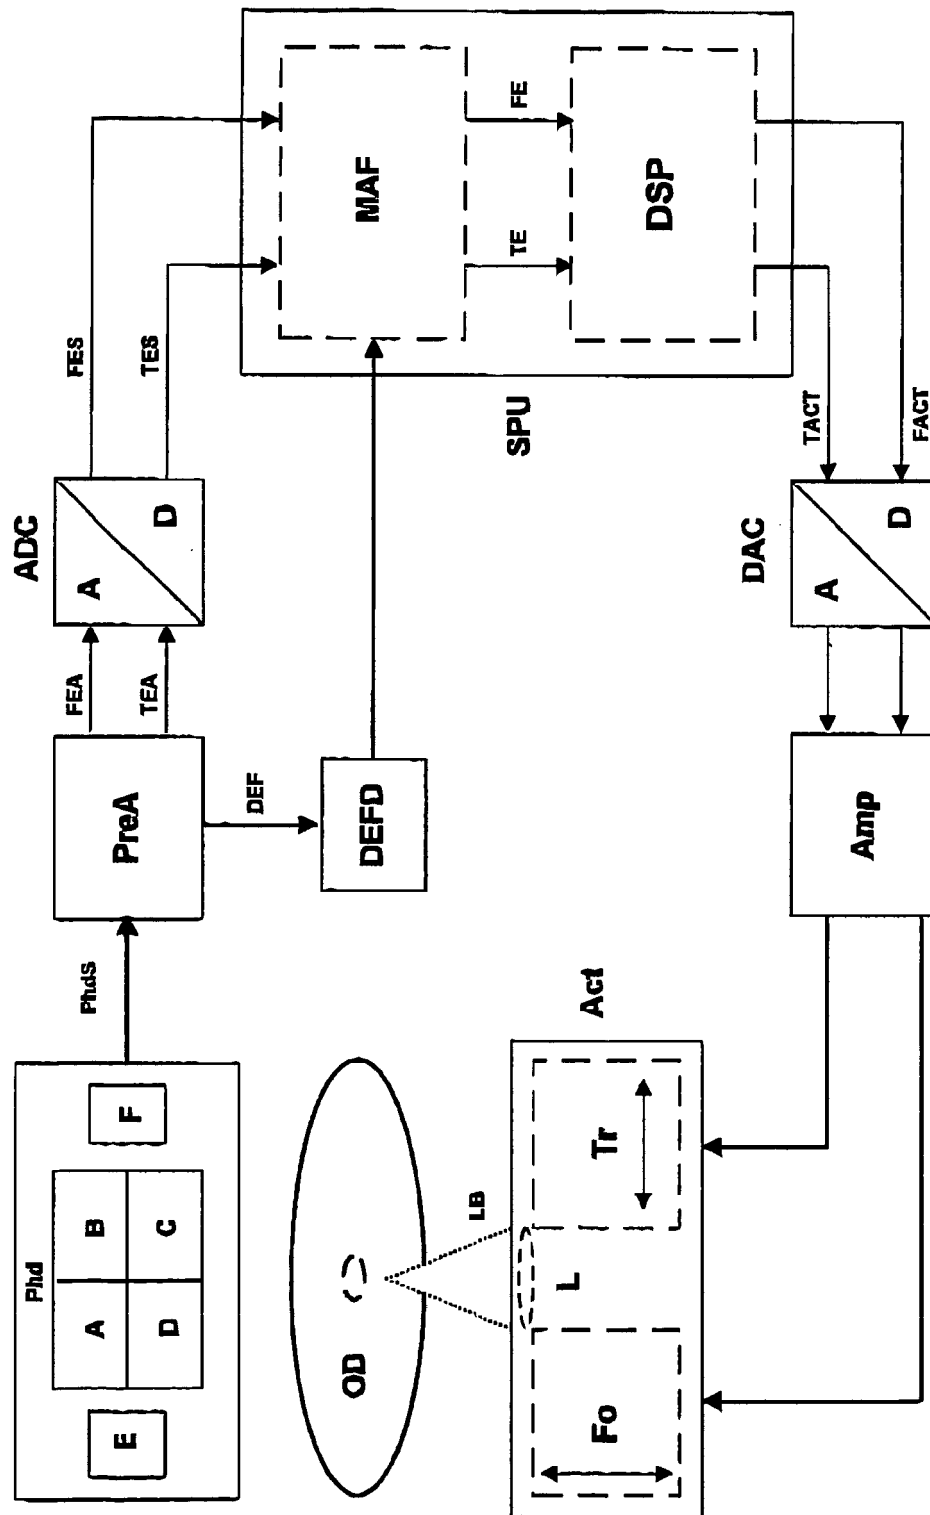 Phd
E
A
B
D
C
F
PhdS
PreA
FEA
TEA
DEF
DEFD
ADC
A
D
FES
TES
SPU
MAF
FE
TE
DSP
TACT
FACT
DAC
A
D
Amp
Act
Fo
L
Tr
LB
OD